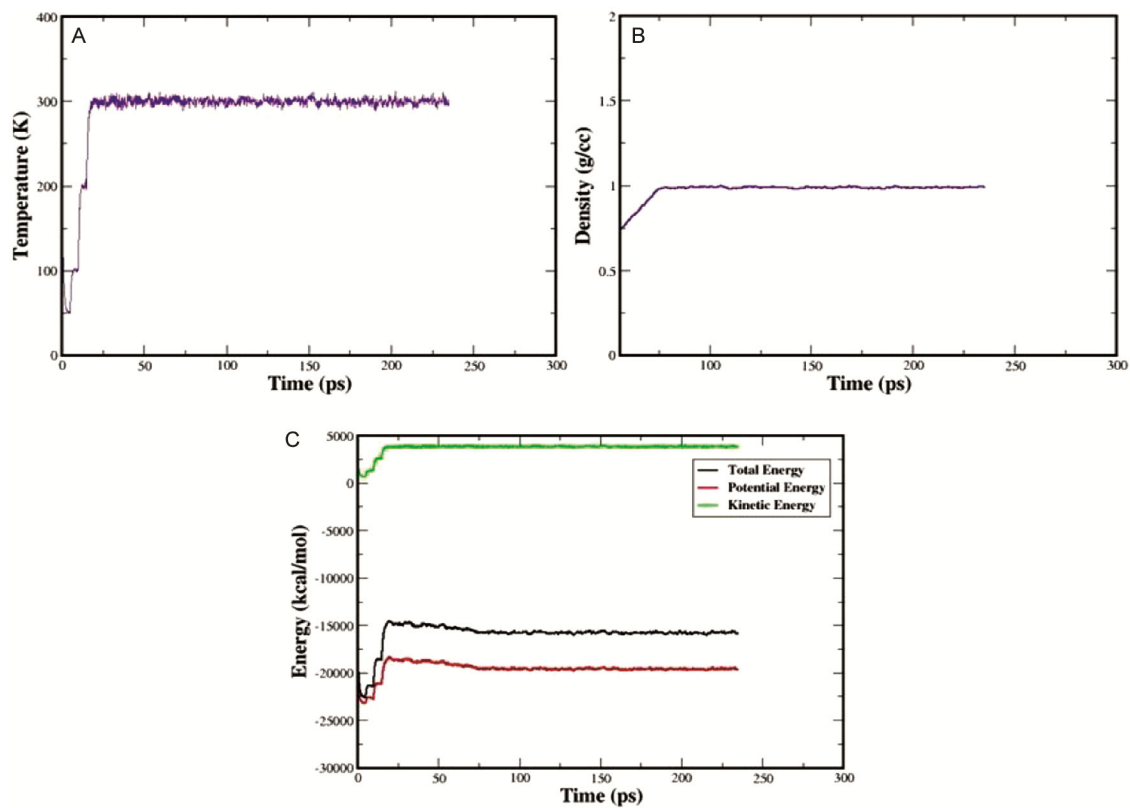 A
400
300
200
100
0
Temperature (K)
0 50 100 150 200 250 300
Time (ps)
B
2
1.5
1
0.5
0
Density (g/cc)
100 150 200 250 300
Time (ps)
C
5000
0
-5000
-10000
-15000
-20000
-25000
-30000
Energy (kcal/mol)
Total Energy
Potential Energy
Kinetic Energy
0 50 100 150 200 250 300
Time (ps)